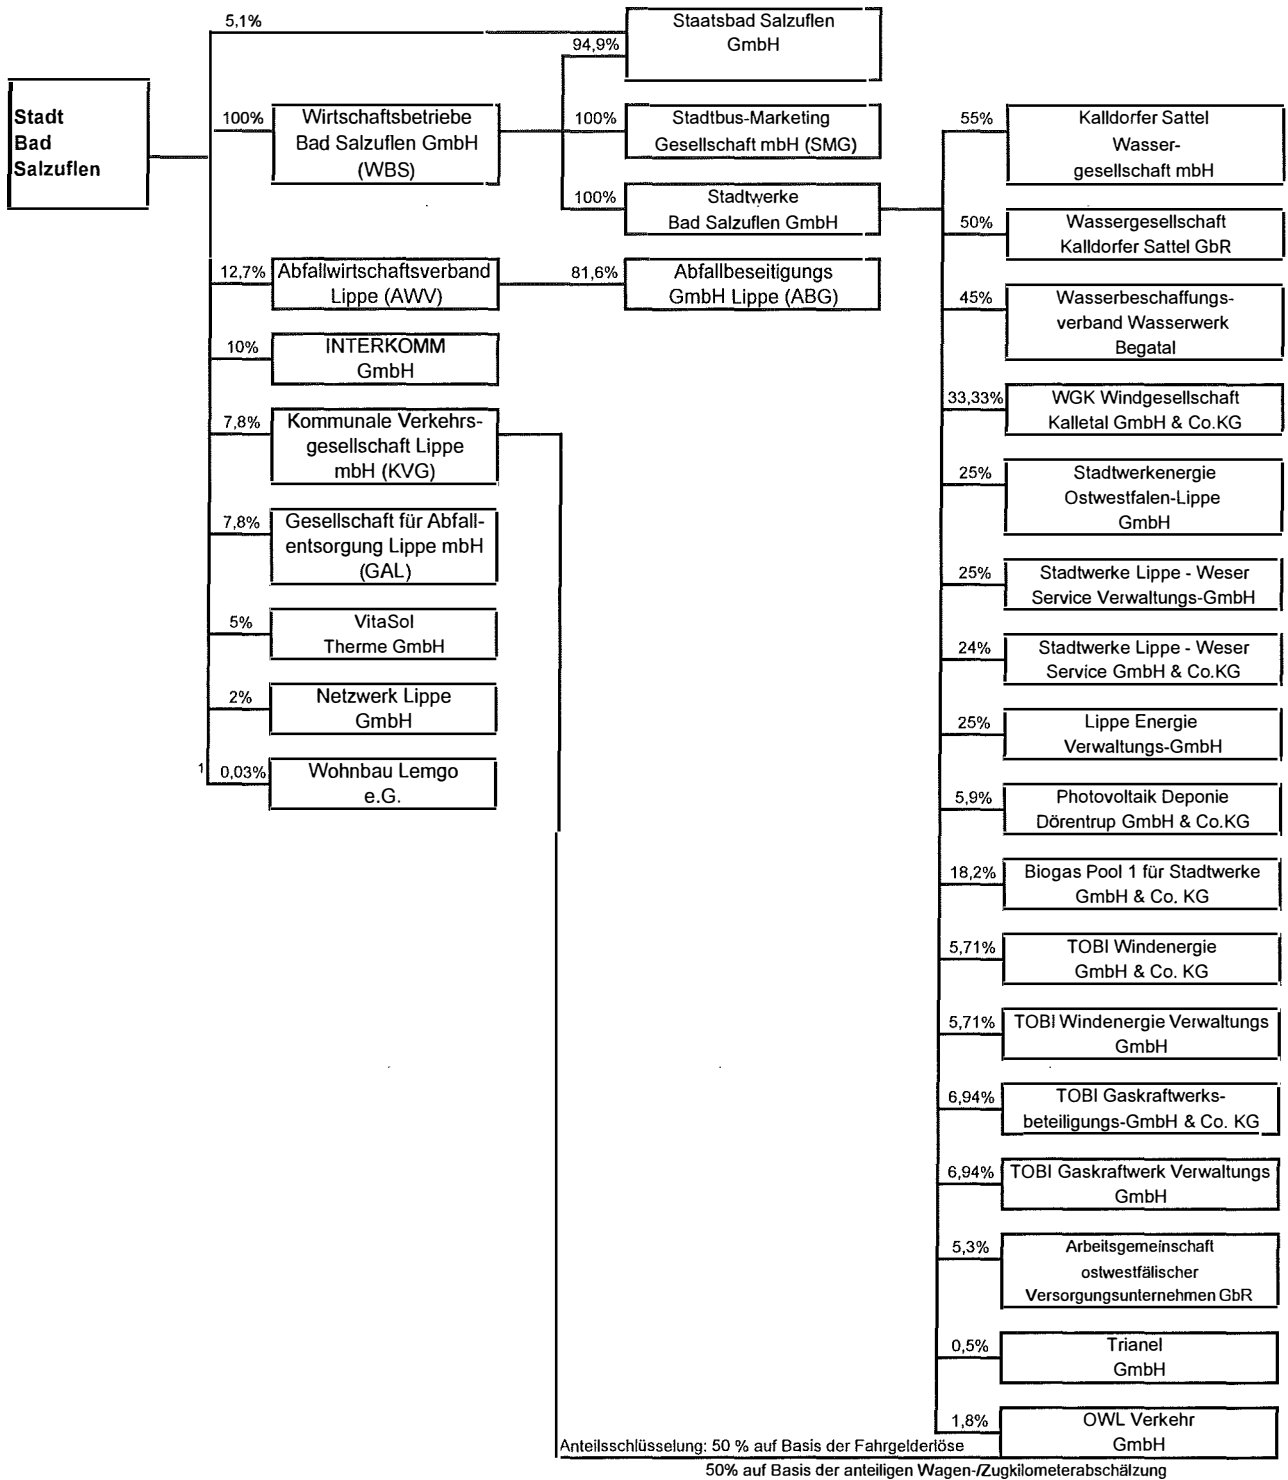 Stadt
Bad
Salzuflen
5,1%
Staatsbad Salzuflen
GmbH
94,9%
100%
Wirtschaftsbetriebe
Bad Salzuflen GmbH
(WBS)
100%
Stadtbus-Marketing
Gesellschaft mbH (SMG)
100%
Stadtwerke
Bad Salzuflen GmbH
12,7%
Abfallwirtschaftsverband
Lippe (AWV)
81,6%
Abfallbeseitigungs
GmbH Lippe (ABG)
10%
INTERKOMM
GmbH
7,8%
Kommunale Verkehrs-
gesellschaft Lippe
mbH (KVG)
7,8%
Gesellschaft für Abfall-
entsorgung Lippe mbH
(GAL)
5%
VitaSol
Therme GmbH
2%
Netzwerk Lippe
GmbH
1
0,03%
Wohnbau Lemgo
e.G.
55%
Kalldorfer Sattel
Wasser-
gesellschaft mbH
50%
Wassergesellschaft
Kalldorfer Sattel GbR
45%
Wasserbeschaffungs-
verband Wasserwerk
Begatal
33,33%
WGK Windgesellschaft
Kalletal GmbH & Co.KG
25%
Stadtwerkenergie
Ostwestfalen-Lippe
GmbH
25%
Stadtwerke Lippe - Weser
Service Verwaltungs-GmbH
24%
Stadtwerke Lippe - Weser
Service GmbH & Co.KG
25%
Lippe Energie
Verwaltungs-GmbH
5,9%
Photovoltaik Deponie
Dörentrup GmbH & Co.KG
18,2%
Biogas Pool 1 für Stadtwerke
GmbH & Co. KG
5,71%
TOBI Windenergie
GmbH & Co. KG
5,71%
TOBI Windenergie Verwaltungs
GmbH
6,94%
TOBI Gaskraftwerks-
beteiligungs-GmbH & Co. KG
6,94%
TOBI Gaskraftwerk Verwaltungs
GmbH
5,3%
Arbeitsgemeinschaft
ostwestfälischer
Versorgungsunternehmen GbR
0,5%
Trianel
GmbH
1,8%
OWL Verkehr
GmbH
Anteilsschlüsselung: 50 % auf Basis der Fahrgelderlöse
50% auf Basis der anteiligen Wagen-/Zugkilometerabschälzung